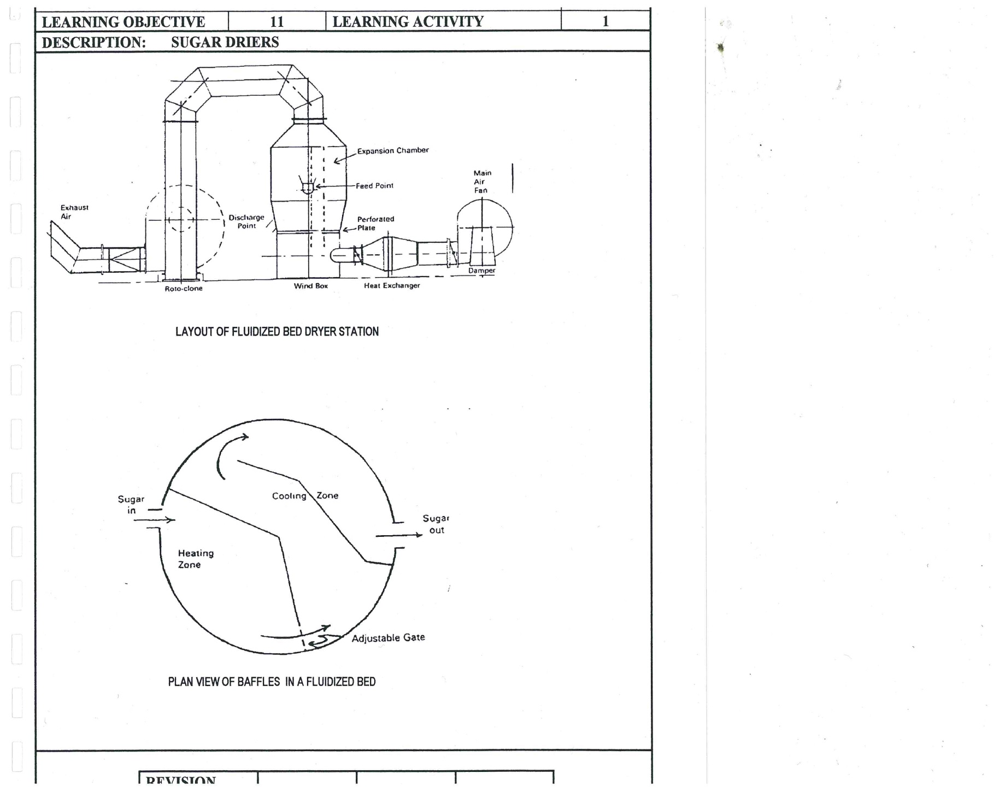 LEARNING OBJECTIVE 11 LEARNING ACTIVITY 1
DESCRIPTION: SUGAR DRIERS
Expansion Chamber
Feed Point
Main
Air
Fan
Exhaust
Air
Discharge
Point
Perforated
Plate
Damper
Roto-clone
Wind Box
Heat Exchanger
LAYOUT OF FLUIDIZED BED DRYER STATION
Cooling Zone
Sugar
in
Sugar
out
Heating
Zone
Adjustable Gate
PLAN VIEW OF BAFFLES IN A FLUIDIZED BED
REVISION